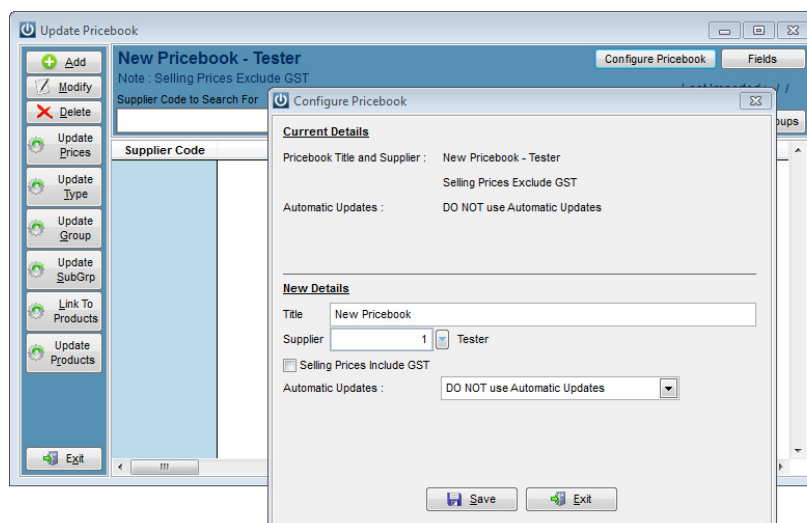 Update Pricebook
Add
Modify
Delete
Update
Prices
Update
Type
Update
Group
Update
SubGrp
Link To
Products
Update
Products
Exit
New Pricebook - Tester
Note : Selling Prices Exclude GST
Supplier Code to Search For
Configure Pricebook
Fields
/ /
Supplier Code
Configure Pricebook
Current Details
Pricebook Title and Supplier : New Pricebook - Tester
Selling Prices Exclude GST
Automatic Updates : DO NOT use Automatic Updates
New Details
Title New Pricebook
Supplier 1 Tester
Selling Prices Include GST
Automatic Updates : DO NOT use Automatic Updates
Save Exit